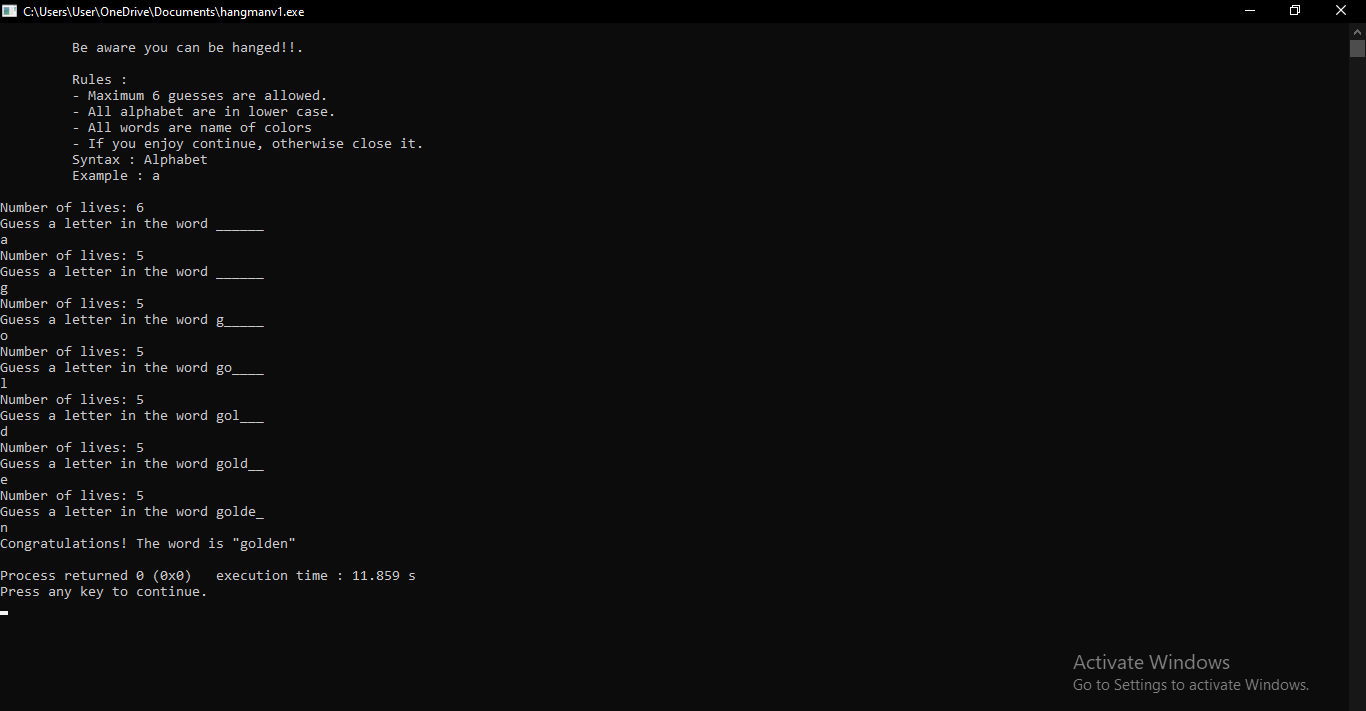 C:\Users\User\OneDrive\Documents\hangmanv1.exe
Be aware you can be hanged!!.
Rules :
- Maximum 6 guesses are allowed.
- All alphabet are in lower case.
- All words are name of colors
- If you enjoy continue, otherwise close it.
Syntax : Alphabet
Example : a
Number of lives: 6
Guess a letter in the word ______
a
Number of lives: 5
Guess a letter in the word ______
g
Number of lives: 5
Guess a letter in the word g_____
o
Number of lives: 5
Guess a letter in the word go____
l
Number of lives: 5
Guess a letter in the word gol___
d
Number of lives: 5
Guess a letter in the word gold__
e
Number of lives: 5
Guess a letter in the word golde_
n
Congratulations! The word is "golden"
Process returned 0 (0x0)   execution time : 11.859 s
Press any key to continue.
Activate Windows
Go to Settings to activate Windows.